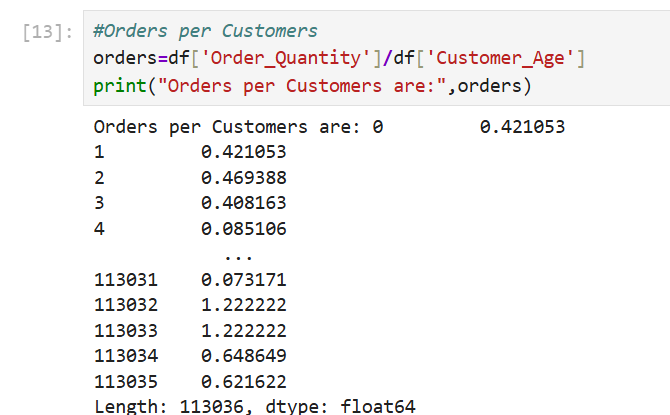 [13]: #Orders per Customers
orders=df['Order_Quantity']/df['Customer_Age']
print("Orders per Customers are:",orders)
Orders per Customers are: 0 0.421053
1 0.421053
2 0.469388
3 0.408163
4 0.085106
...
113031 0.073171
113032 1.222222
113033 1.222222
113034 0.648649
113035 0.621622
Length: 113036, dtype: float64